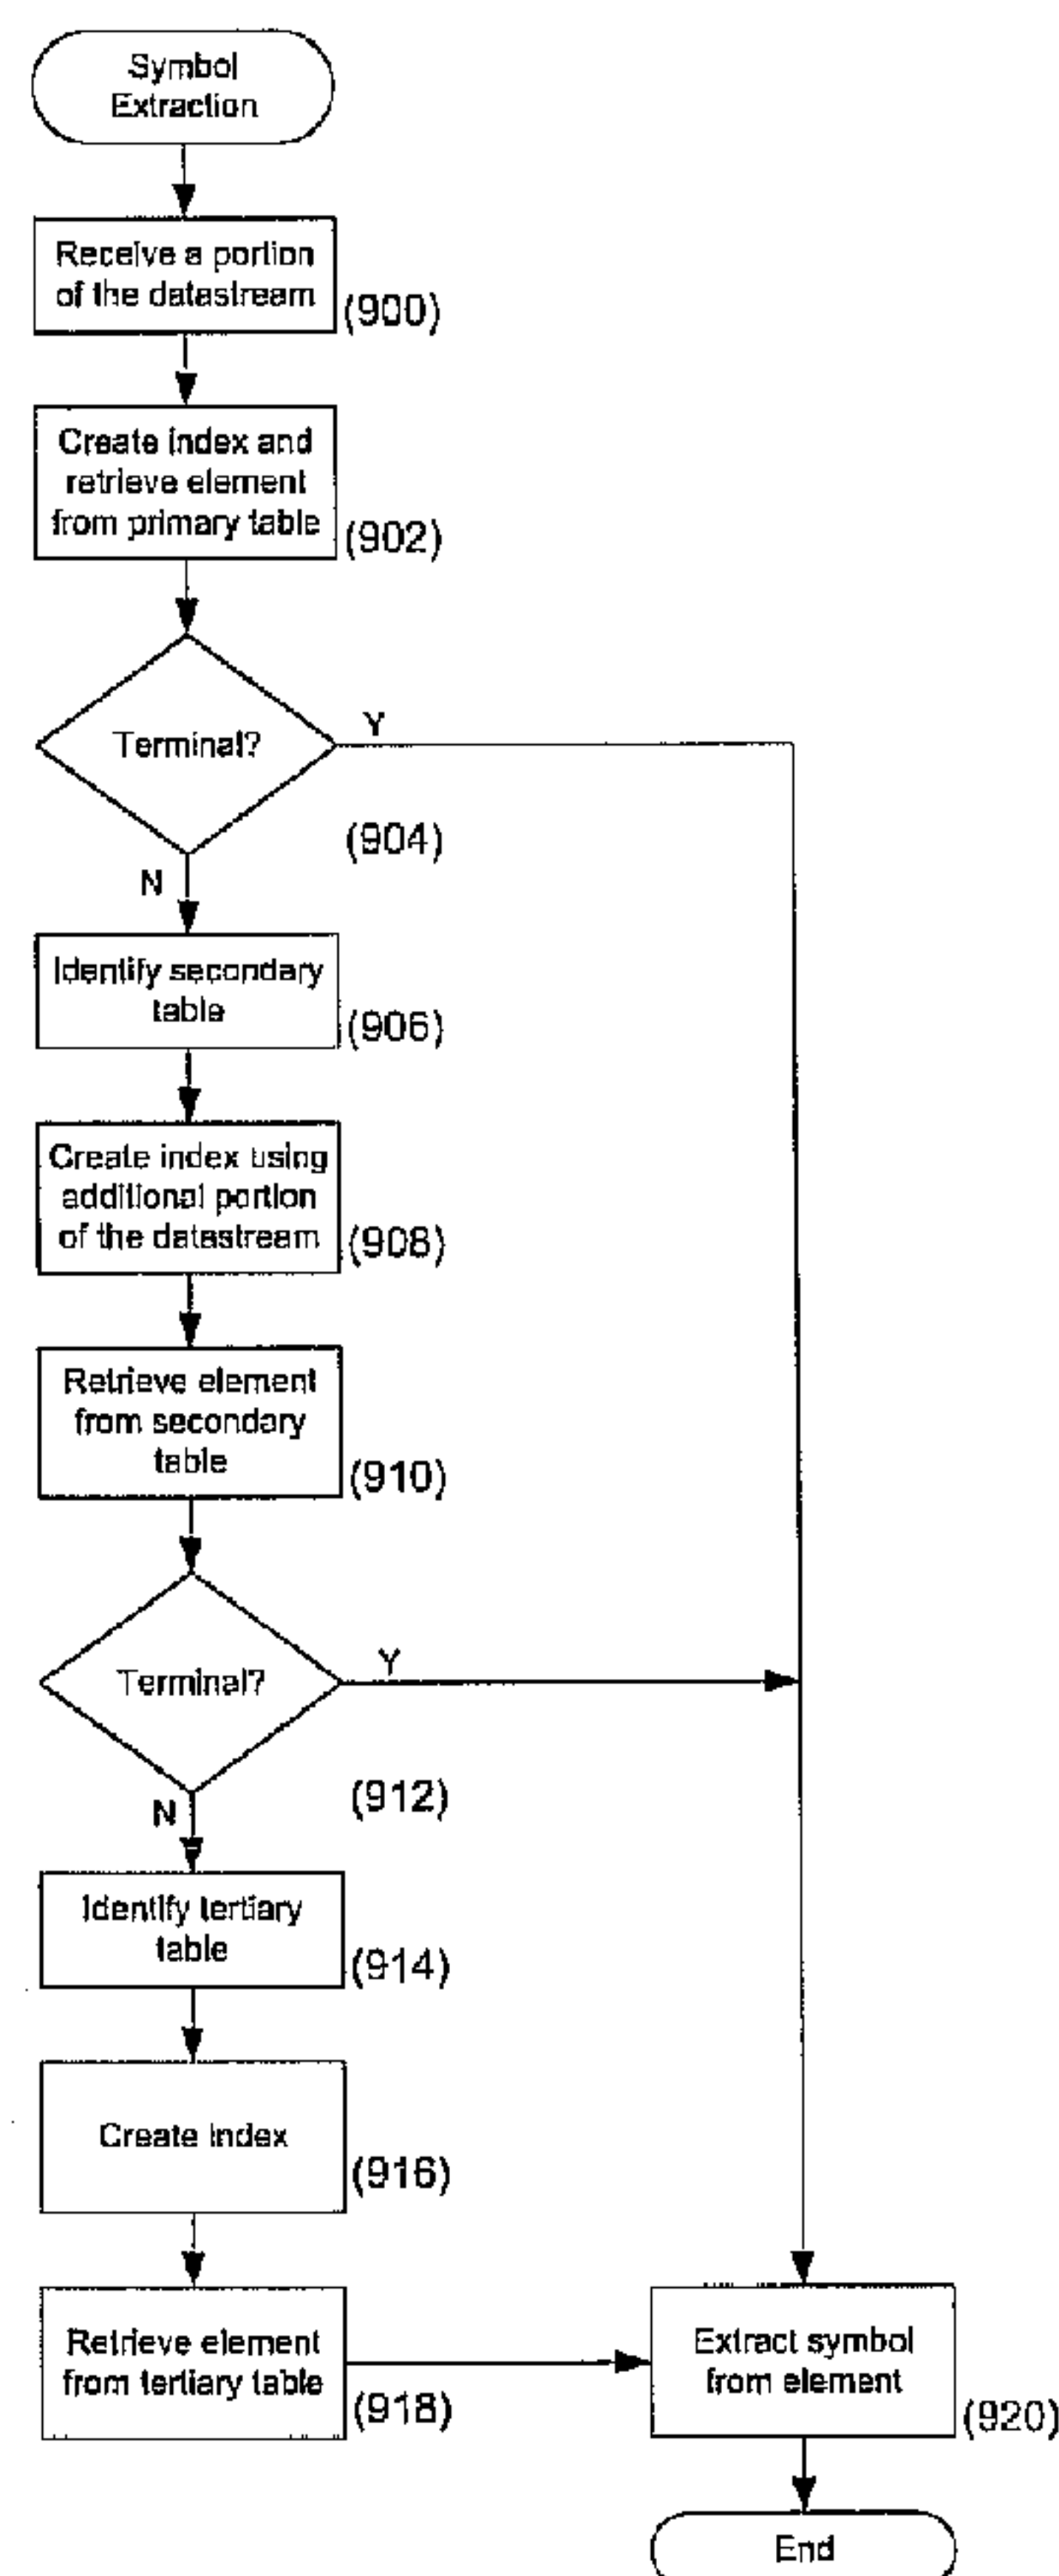 Symbol
Extraction
Receive a portion
of the datastream
(900)
Create index and
retrieve element
from primary table
(902)
Terminal?
Y
(904)
N
Identify secondary
table
(906)
Create index using
additional portion
of the datastream
(908)
Retrieve element
from secondary
table
(910)
Terminal?
Y
(912)
N
Identify tertiary
table
(914)
Create index
(916)
Retrieve element
from tertiary table
(918)
Extract symbol
from element
(920)
End